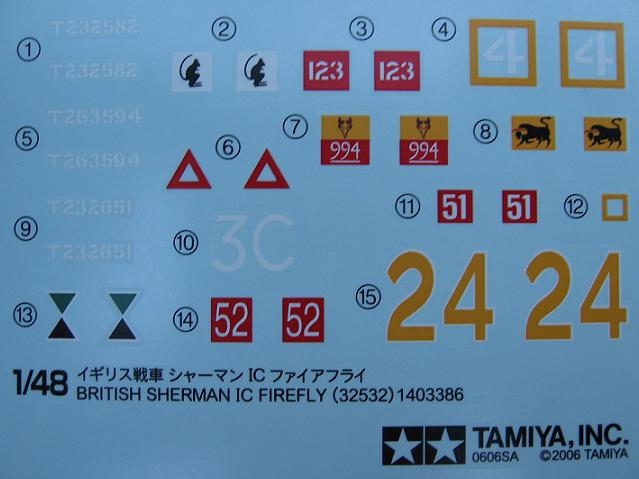 T232582
② ③ ④
①
T232582
123 123
4 4
T263594
⑤
T263594
⑥
⑦
994 994
⑧
T232651
⑨
T232651
⑩
3C
⑪
51 51
⑫
⑬
⑭
52 52
⑮
24 24
1/48
イギリス戦車 シャーマン IC ファイアフライ
BRITISH SHERMAN IC FIREFLY (32532) 1403386
TAMIYA, INC.
0606SA ©2006 TAMIYA